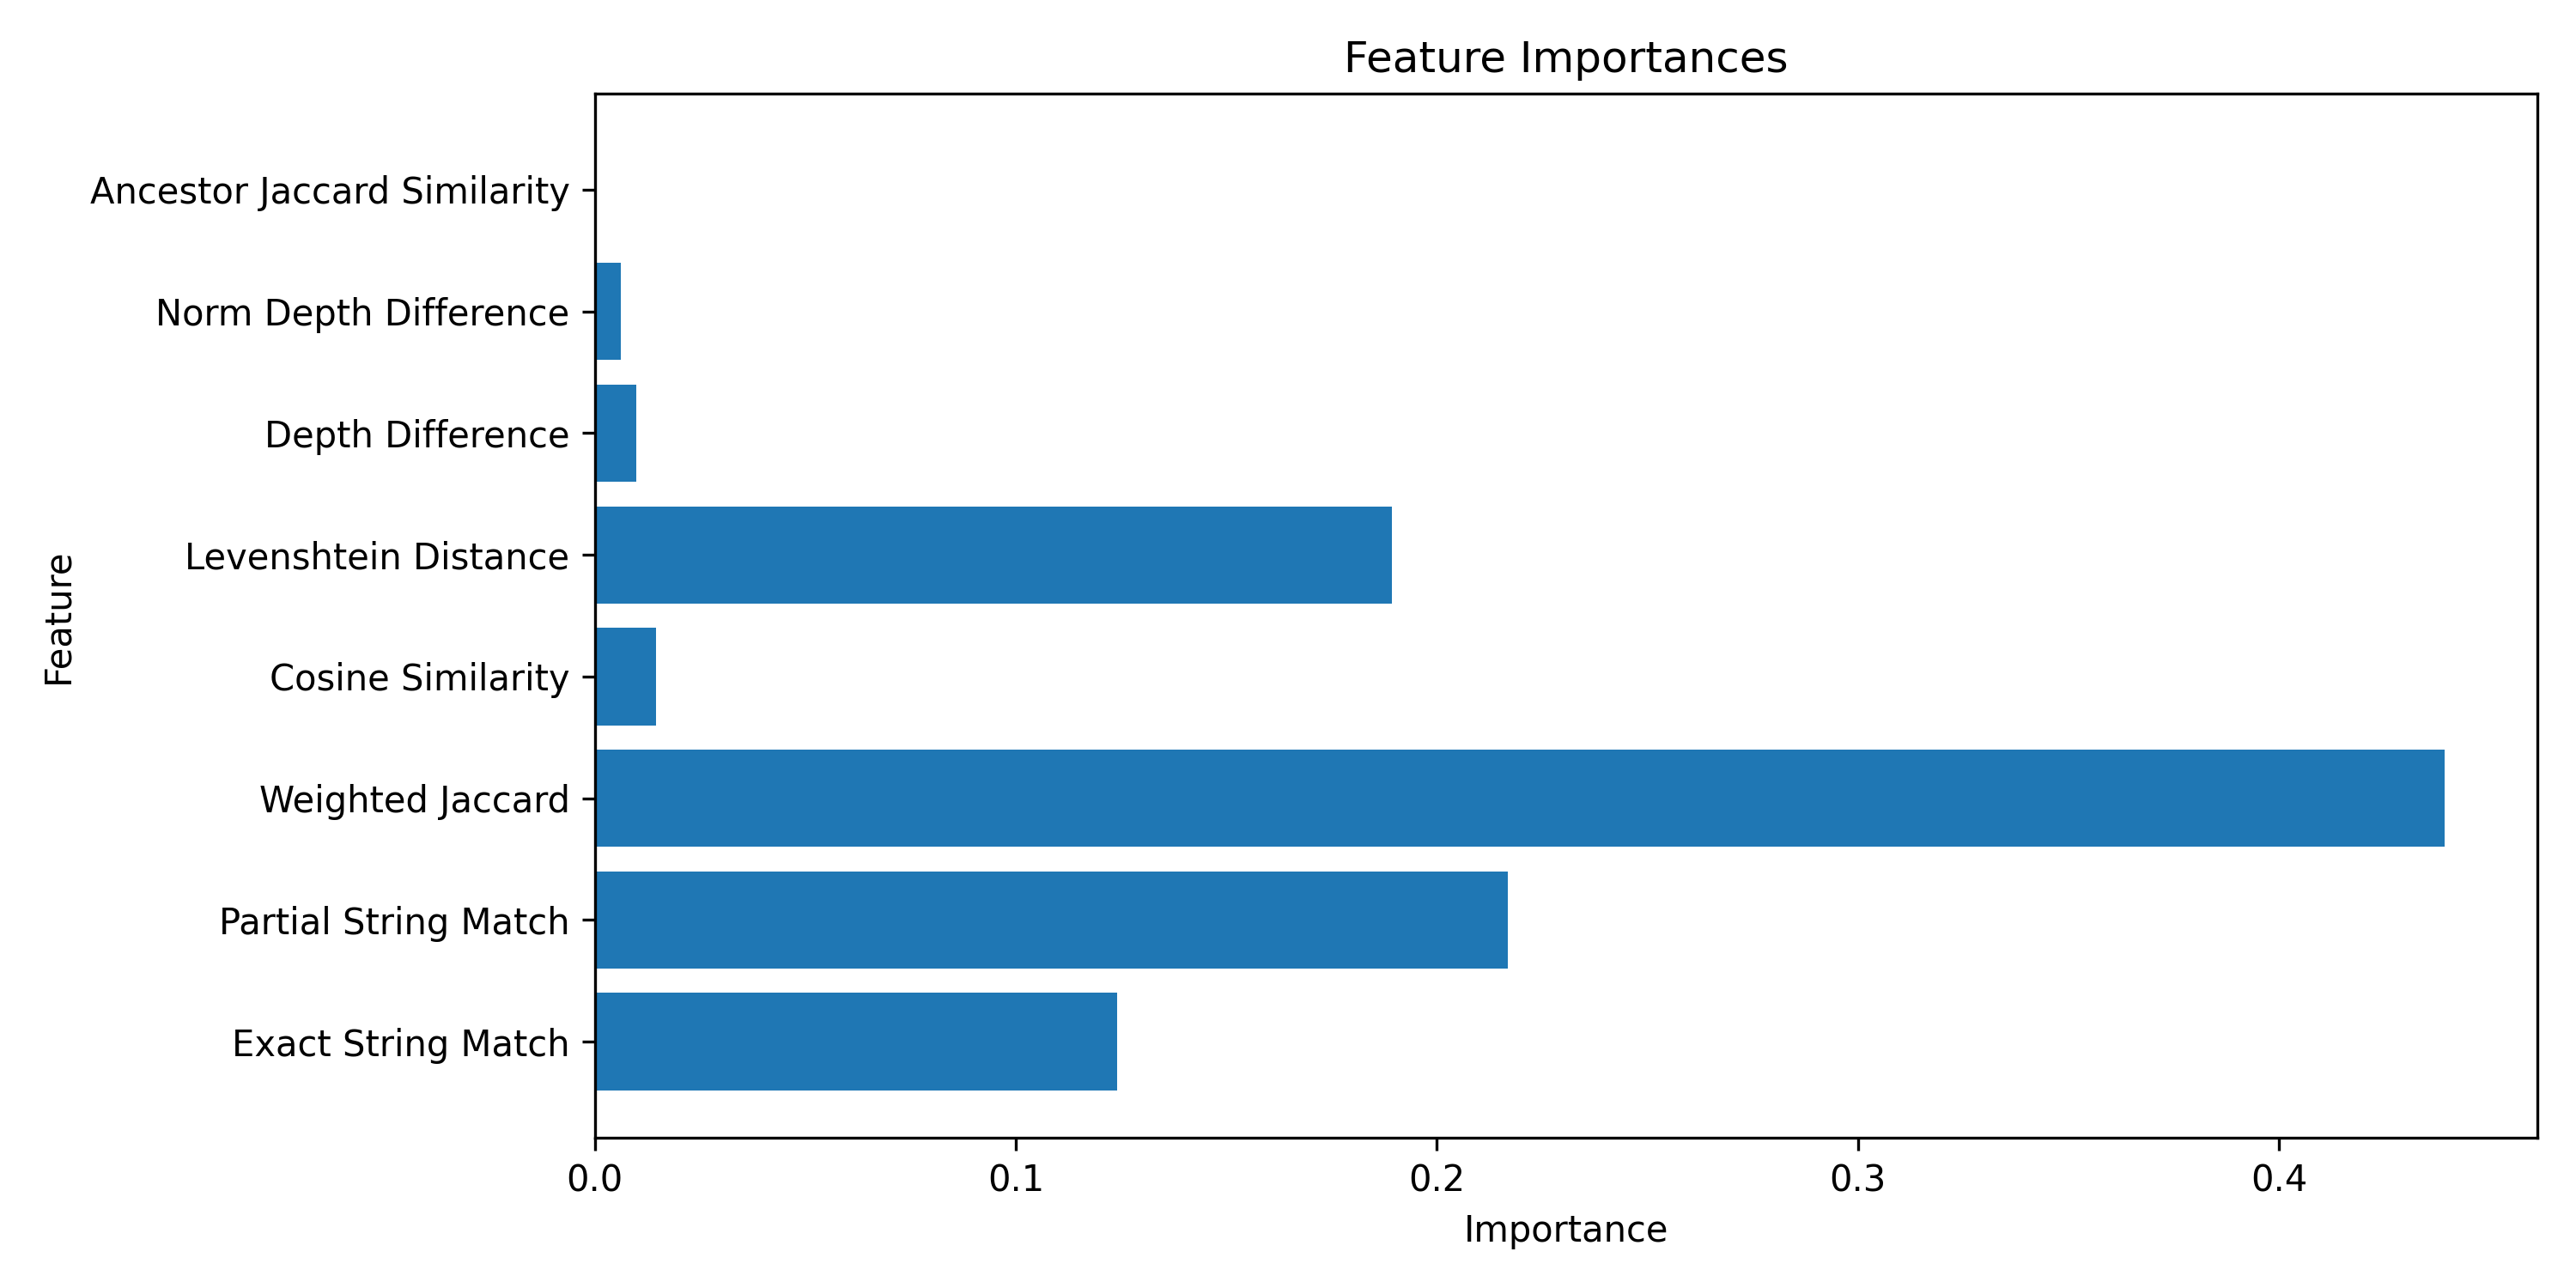 Feature Importances
Ancestor Jaccard Similarity
Norm Depth Difference
Depth Difference
Levenshtein Distance
Cosine Similarity
Weighted Jaccard
Partial String Match
Exact String Match
Feature
0.0 0.1 0.2 0.3 0.4
Importance